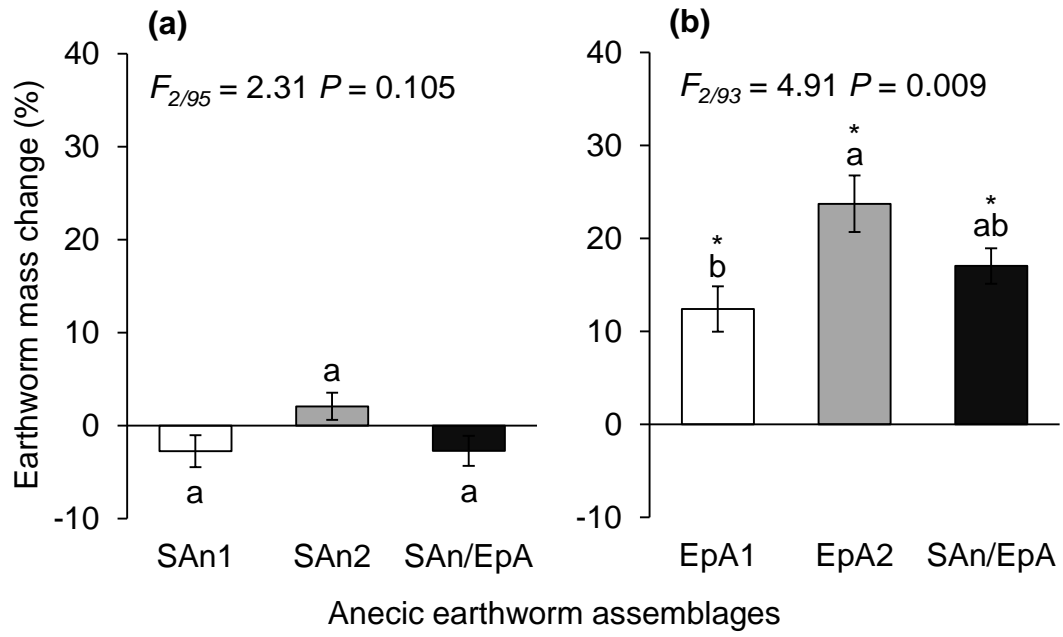 (a)
F2/95 = 2.31 P = 0.105
Earthworm mass change (%)
40
30
20
10
0
-10
a
a
a
SAn1 SAn2 SAn/EpA
(b)
F2/93 = 4.91 P = 0.009
40
30
20
10
0
-10
*
b
*
a
*
ab
EpA1 EpA2 SAn/EpA
Anecic earthworm assemblages